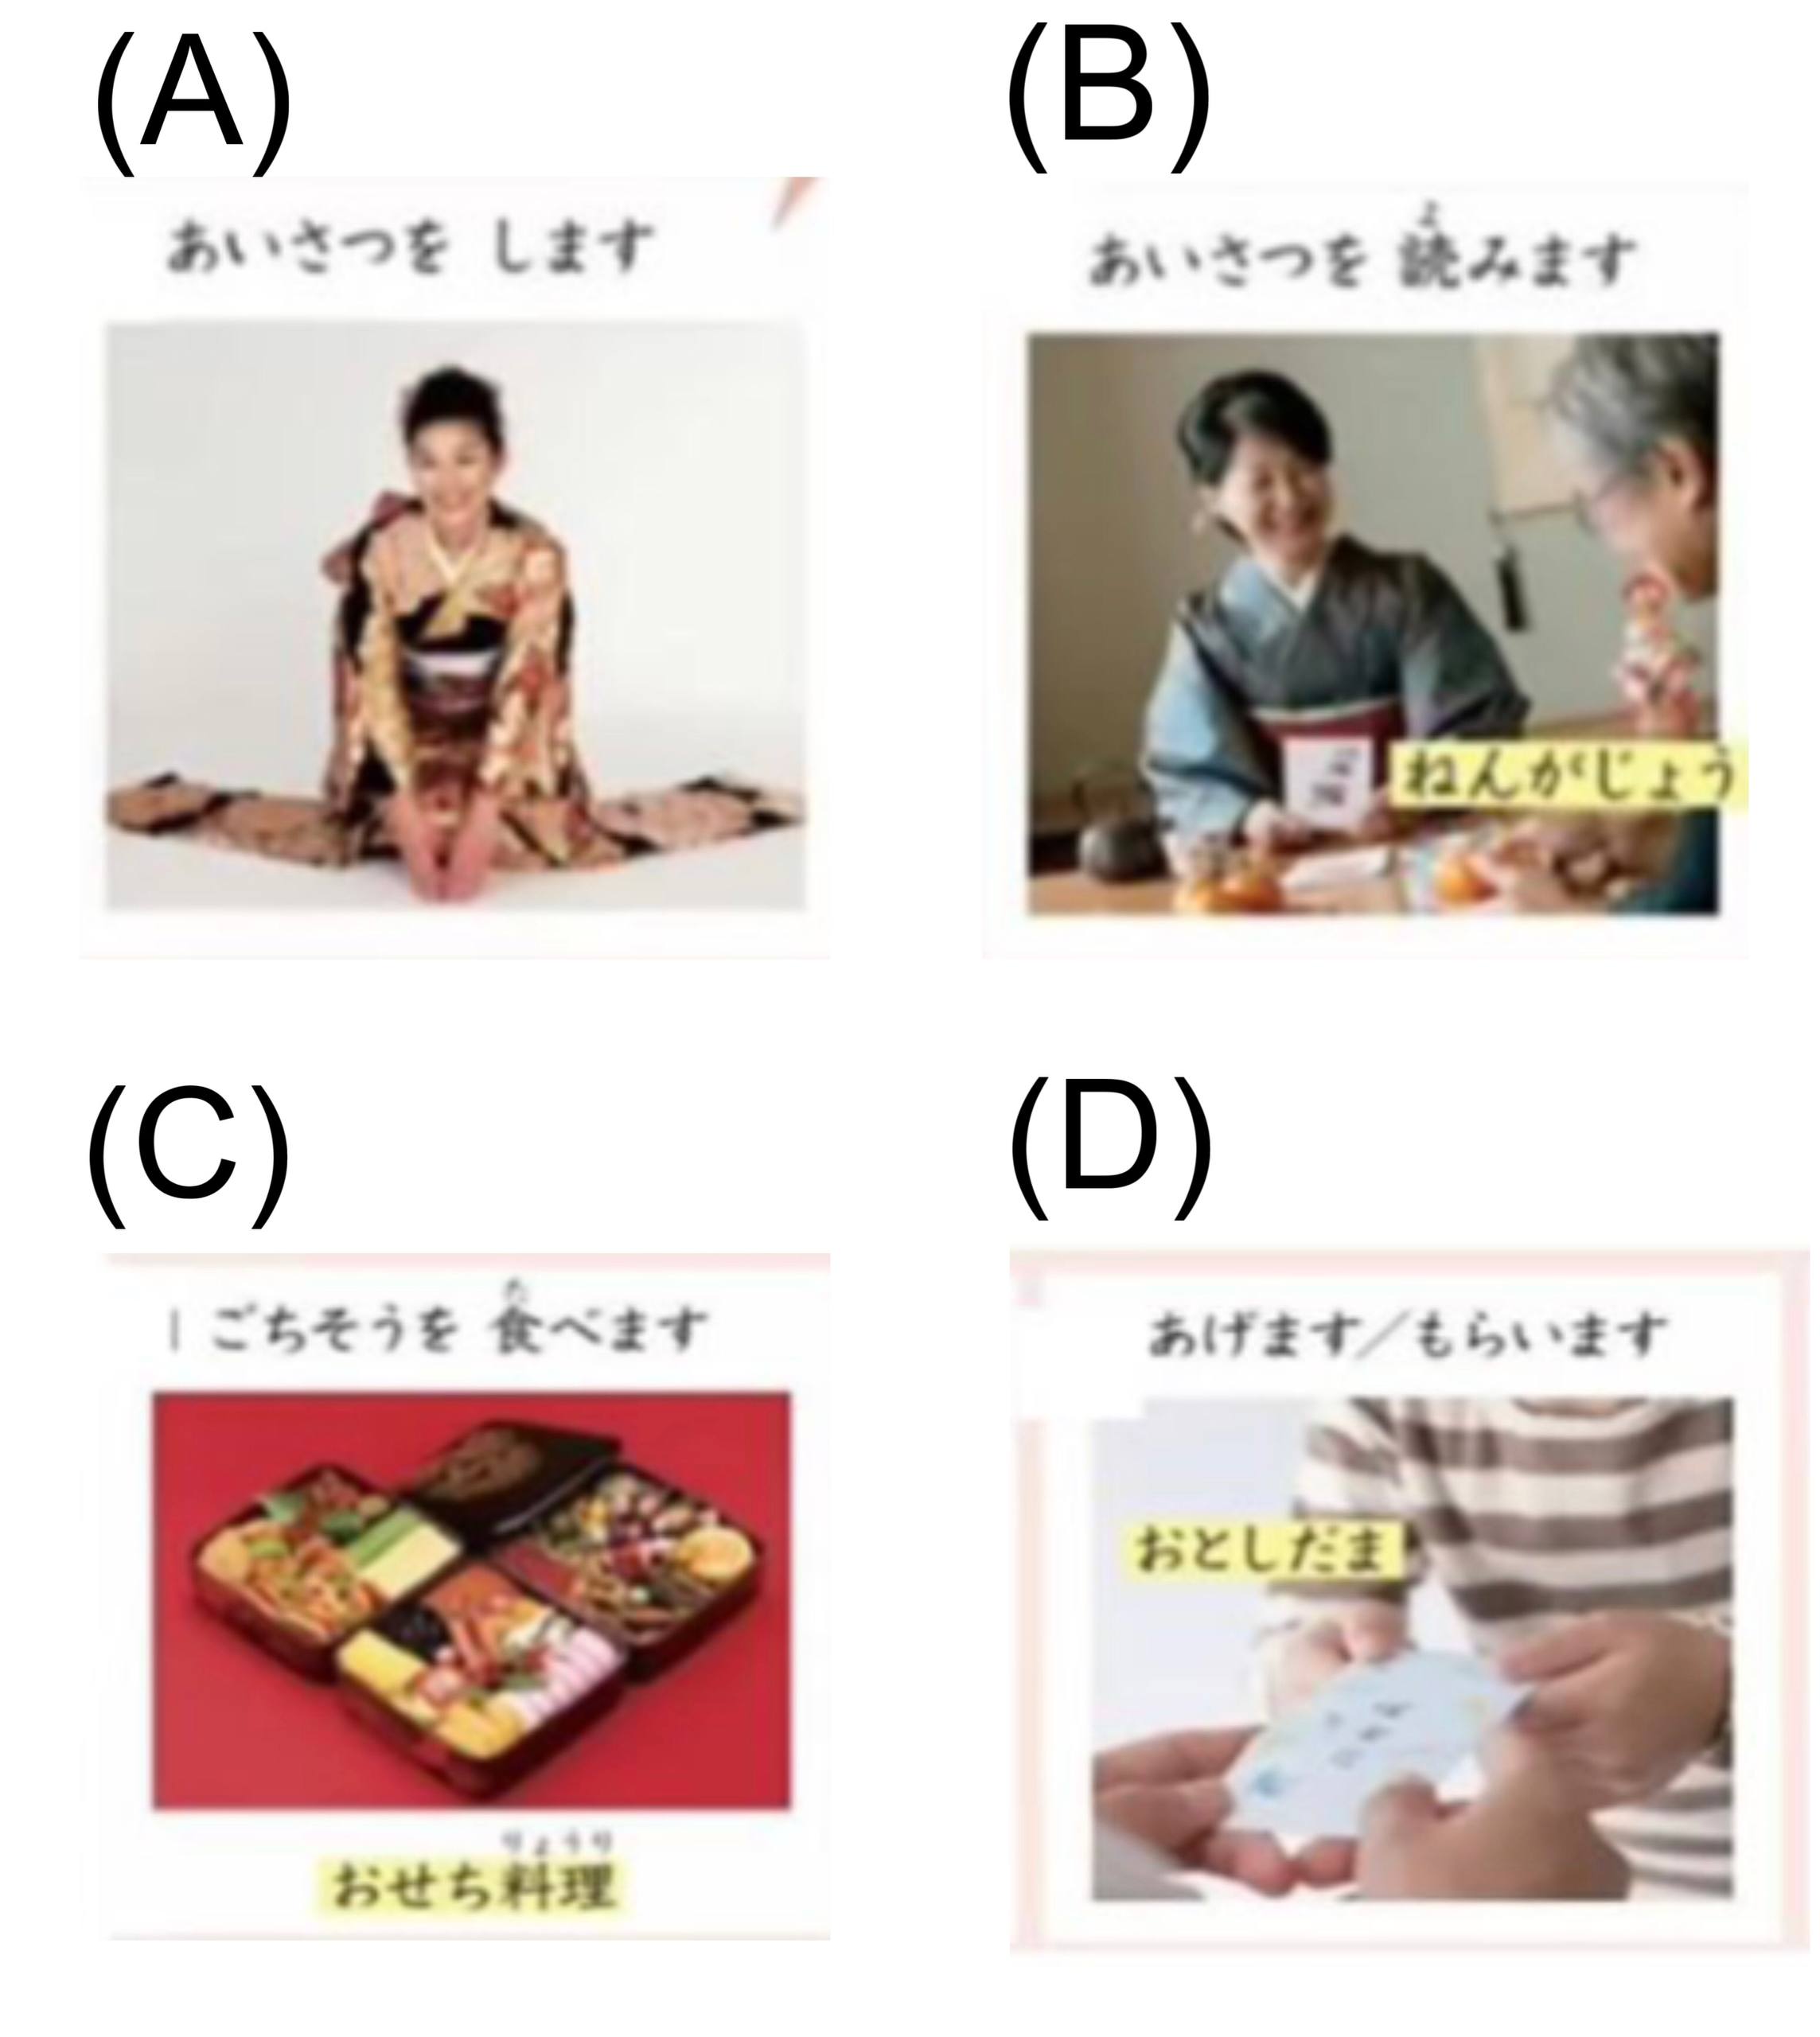 (A)
(B)
あいさつを します
よ
あいさつを 読みます
ねんがじょう
(C)
(D)
た
ごちそうを 食べます
りょうり
おせち料理
あげます/もらいます
おとしだま